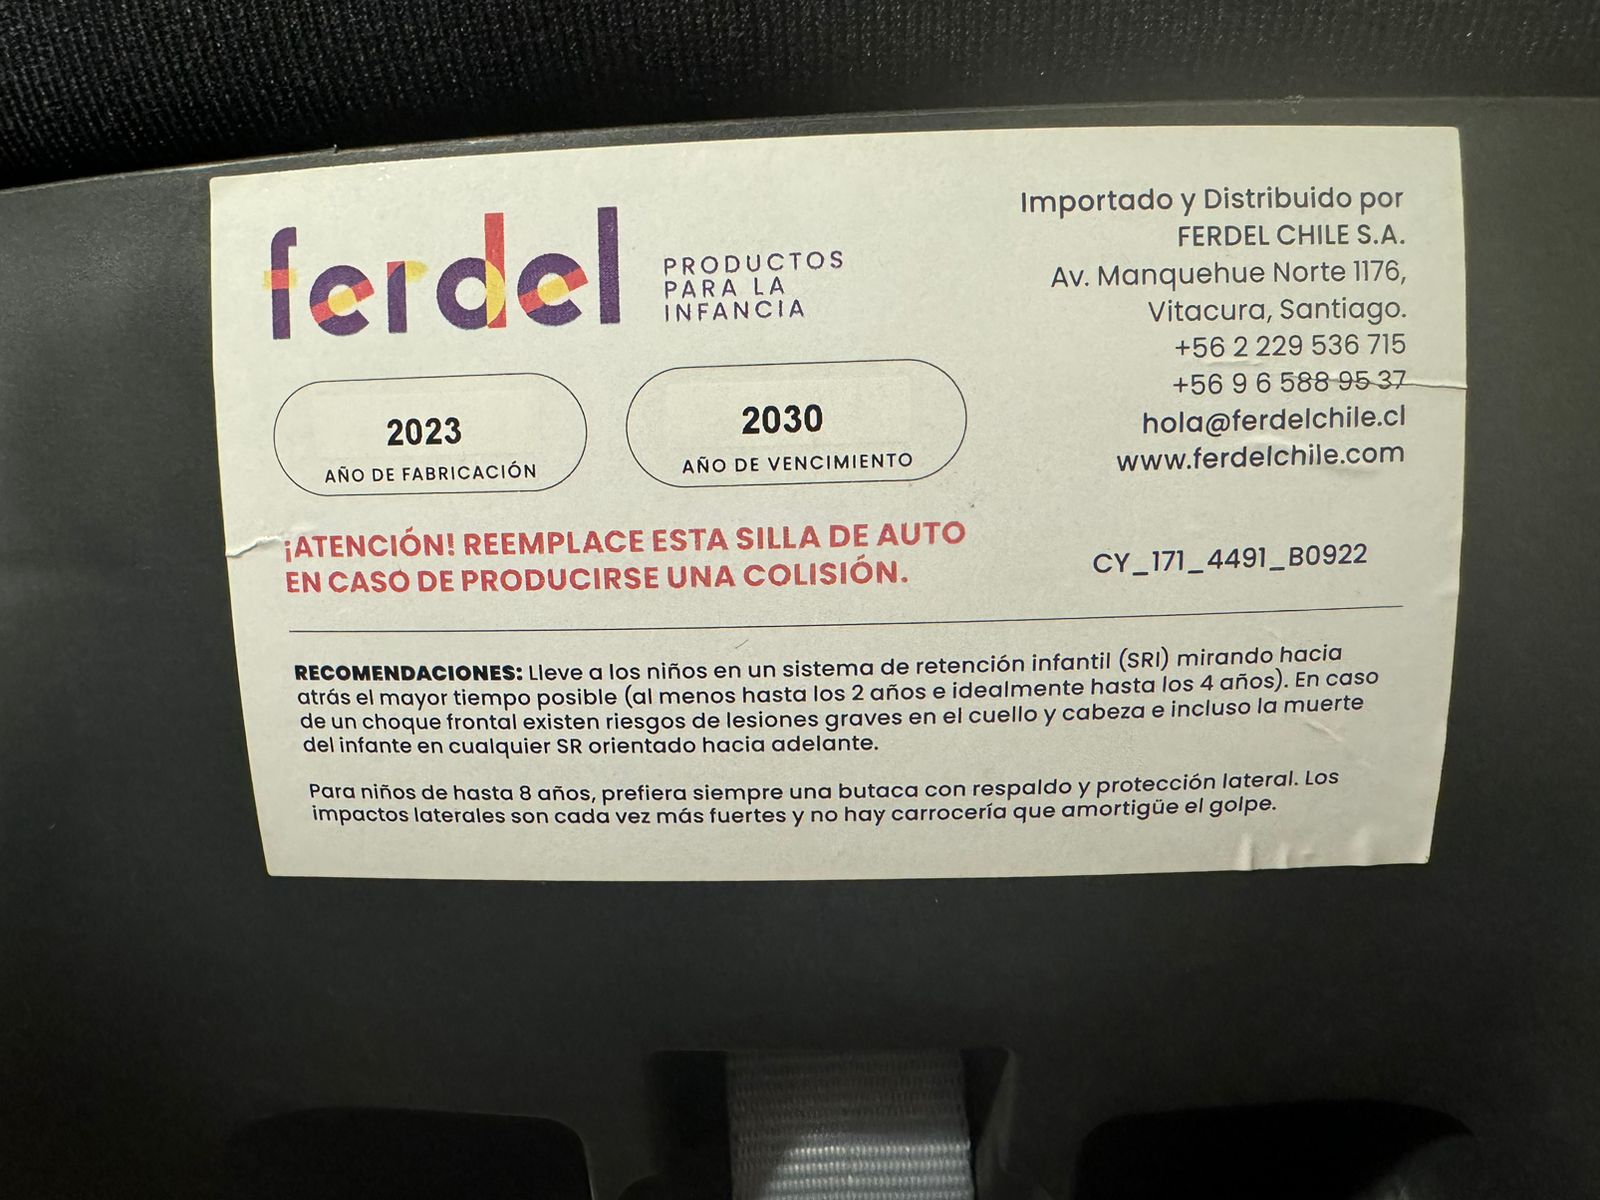 ferdel
PRODUCTOS
PARA LA
INFANCIA
Importado y Distribuido por
FERDEL CHILE S.A.
Av. Manquehue Norte 1176,
Vitacura, Santiago.
+56 2 229 536 715
+56 9 6 588 95 37
hola@ferdelchile.cl
www.ferdelchile.com
2023
AÑO DE FABRICACIÓN
2030
AÑO DE VENCIMIENTO
¡ATENCIÓN! REEMPLACE ESTA SILLA DE AUTO
EN CASO DE PRODUCIRSE UNA COLISIÓN.
CY_171_4491_B0922
RECOMENDACIONES: Lleve a los niños en un sistema de retención infantil (SRI) mirando hacia
atrás el mayor tiempo posible (al menos hasta los 2 años e idealmente hasta los 4 años). En caso
de un choque frontal existen riesgos de lesiones graves en el cuello y cabeza e incluso la muerte
del infante en cualquier SR orientado hacia adelante.
Para niños de hasta 8 años, prefiera siempre una butaca con respaldo y protección lateral. Los
impactos laterales son cada vez más fuertes y no hay carrocería que amortigüe el golpe.